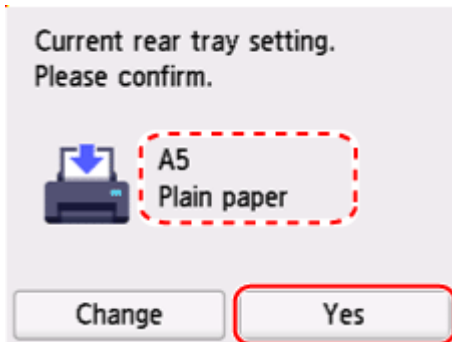 Current rear tray setting.
Please confirm.
A5
Plain paper
Change
Yes